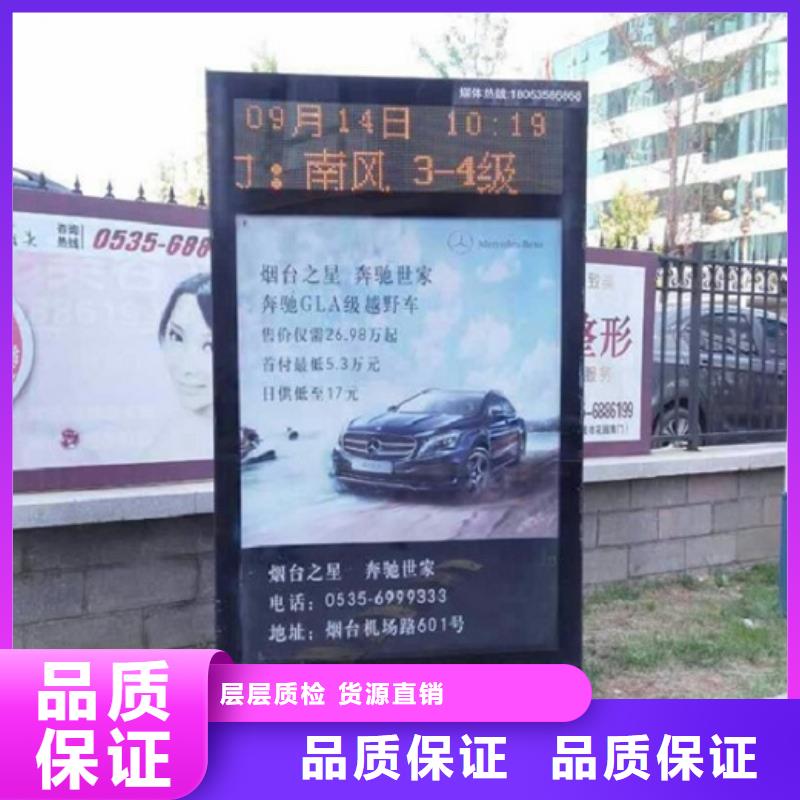 媒体热线:18053585868
09月14日 10:19
南风 3-4级
咨询热线 0535-688
Mercedes-Benz
烟台之星 奔驰世家
奔驰GLA级越野车
售价仅需26.98万起
首付最低5.3万元
日供低至17元
整形
服务
6886199
烟台之星 奔驰世家
电话：0535-6999333
地址：烟台机场路601号
品质保证
层层质检 货源直销
品质保证 品质保证